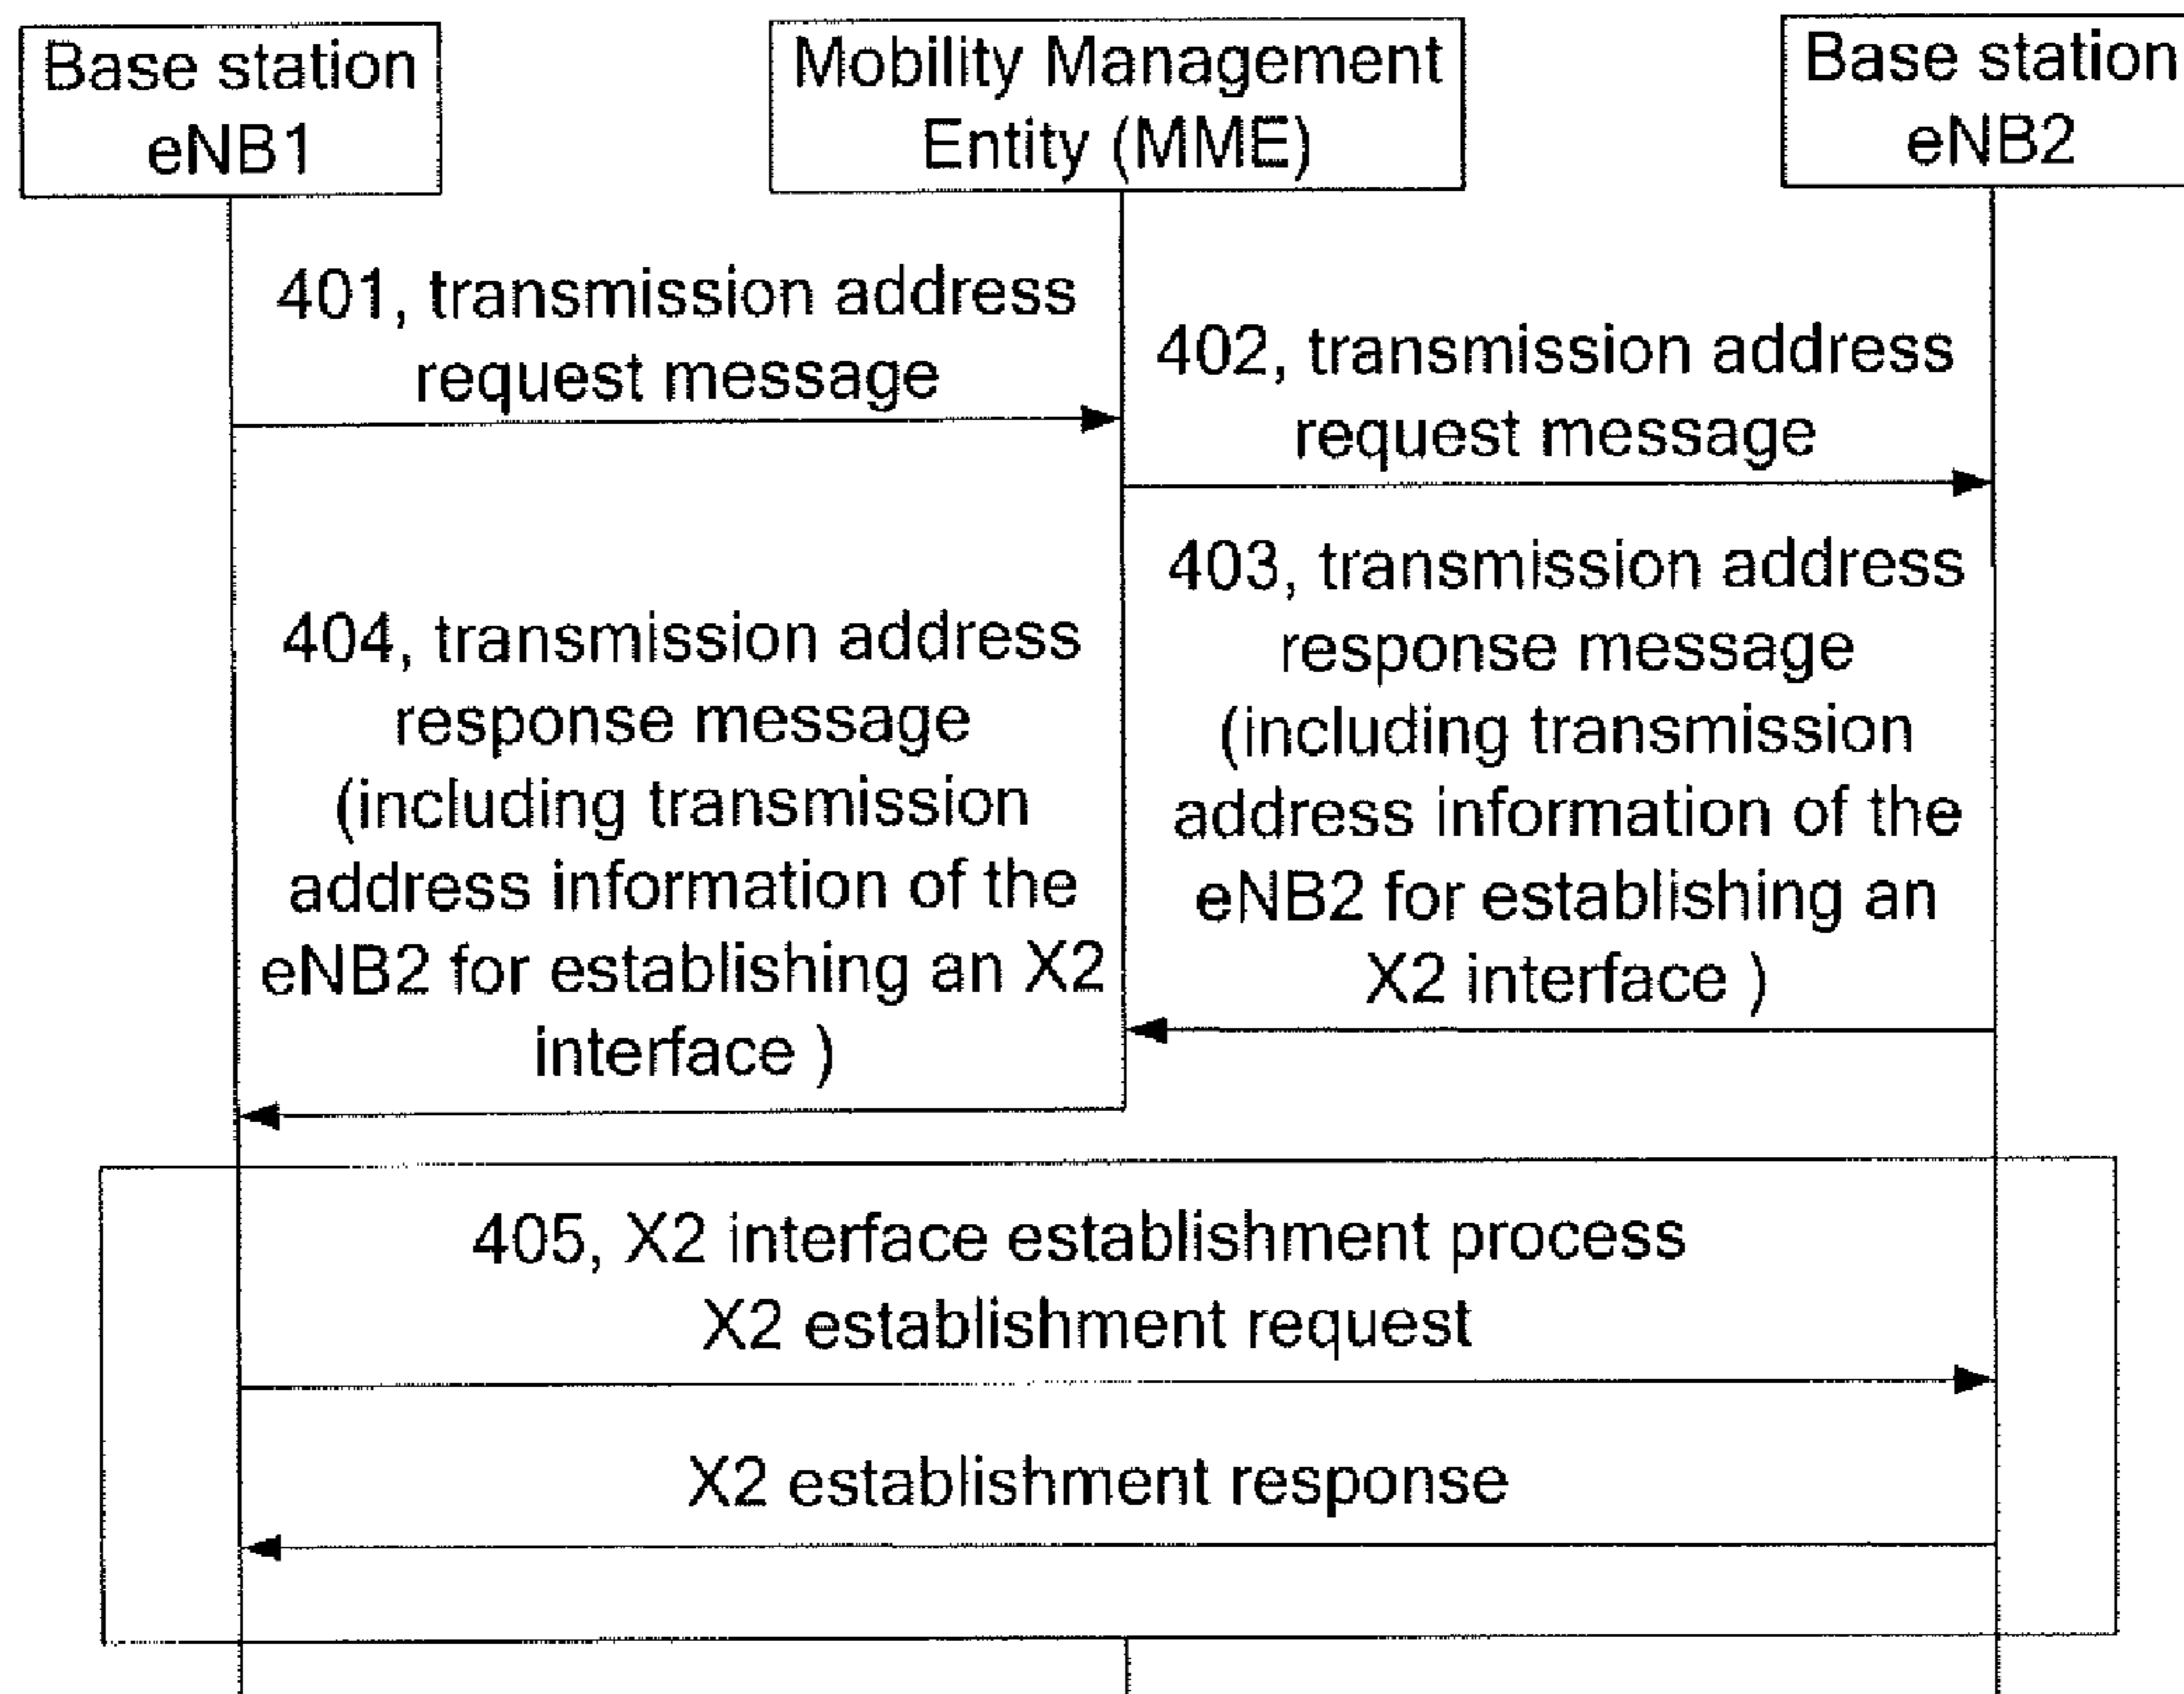 Base station
eNB1
Mobility Management
Entity (MME)
Base station
eNB2
401, transmission address
request message
402, transmission address
request message
403, transmission address
response message
(including transmission
address information of the
eNB2 for establishing an
X2 interface )
404, transmission address
response message
(including transmission
address information of the
eNB2 for establishing an X2
interface )
405, X2 interface establishment process
X2 establishment request
X2 establishment response